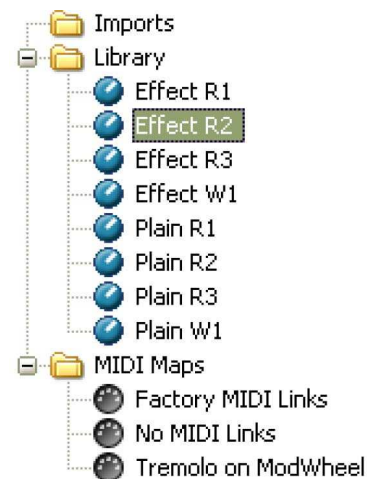 Imports
Library
Effect R1
Effect R2
Effect R3
Effect W1
Plain R1
Plain R2
Plain R3
Plain W1
MIDI Maps
Factory MIDI Links
No MIDI Links
Tremolo on ModWheel